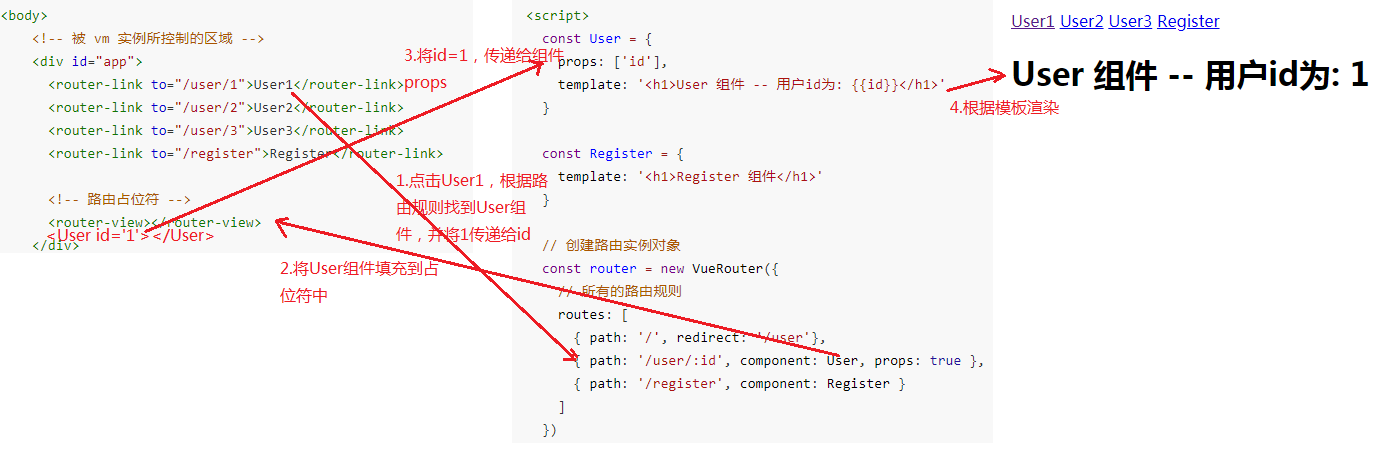 <body>
<!-- 被 vm 实例所控制的区域 -->
<div id="app">
<router-link to="/user/1">User1</router-link>
<router-link to="/user/2">User2</router-link>
<router-link to="/user/3">User3</router-link>
<router-link to="/register">Register</router-link>
<!-- 路由占位符 -->
<router-view></router-view>
<User id='1'></User>
</div>
3.将id=1，传递给组件
props
1.点击User1，根据路
由规则找到User组
件，并将1传递给id
2.将User组件填充到占
位符中
<script>
const User = {
props: ['id'],
template: '<h1>User 组件 -- 用户id为: {{id}}</h1>'
}
const Register = {
template: '<h1>Register 组件</h1>'
}
// 创建路由实例对象
const router = new VueRouter({
// 所有的路由规则
routes: [
{ path: '/', redirect: '/user'},
{ path: '/user/:id', component: User, props: true },
{ path: '/register', component: Register }
]
})
User1 User2 User3 Register
User 组件 -- 用户id为: 1
4.根据模板渲染